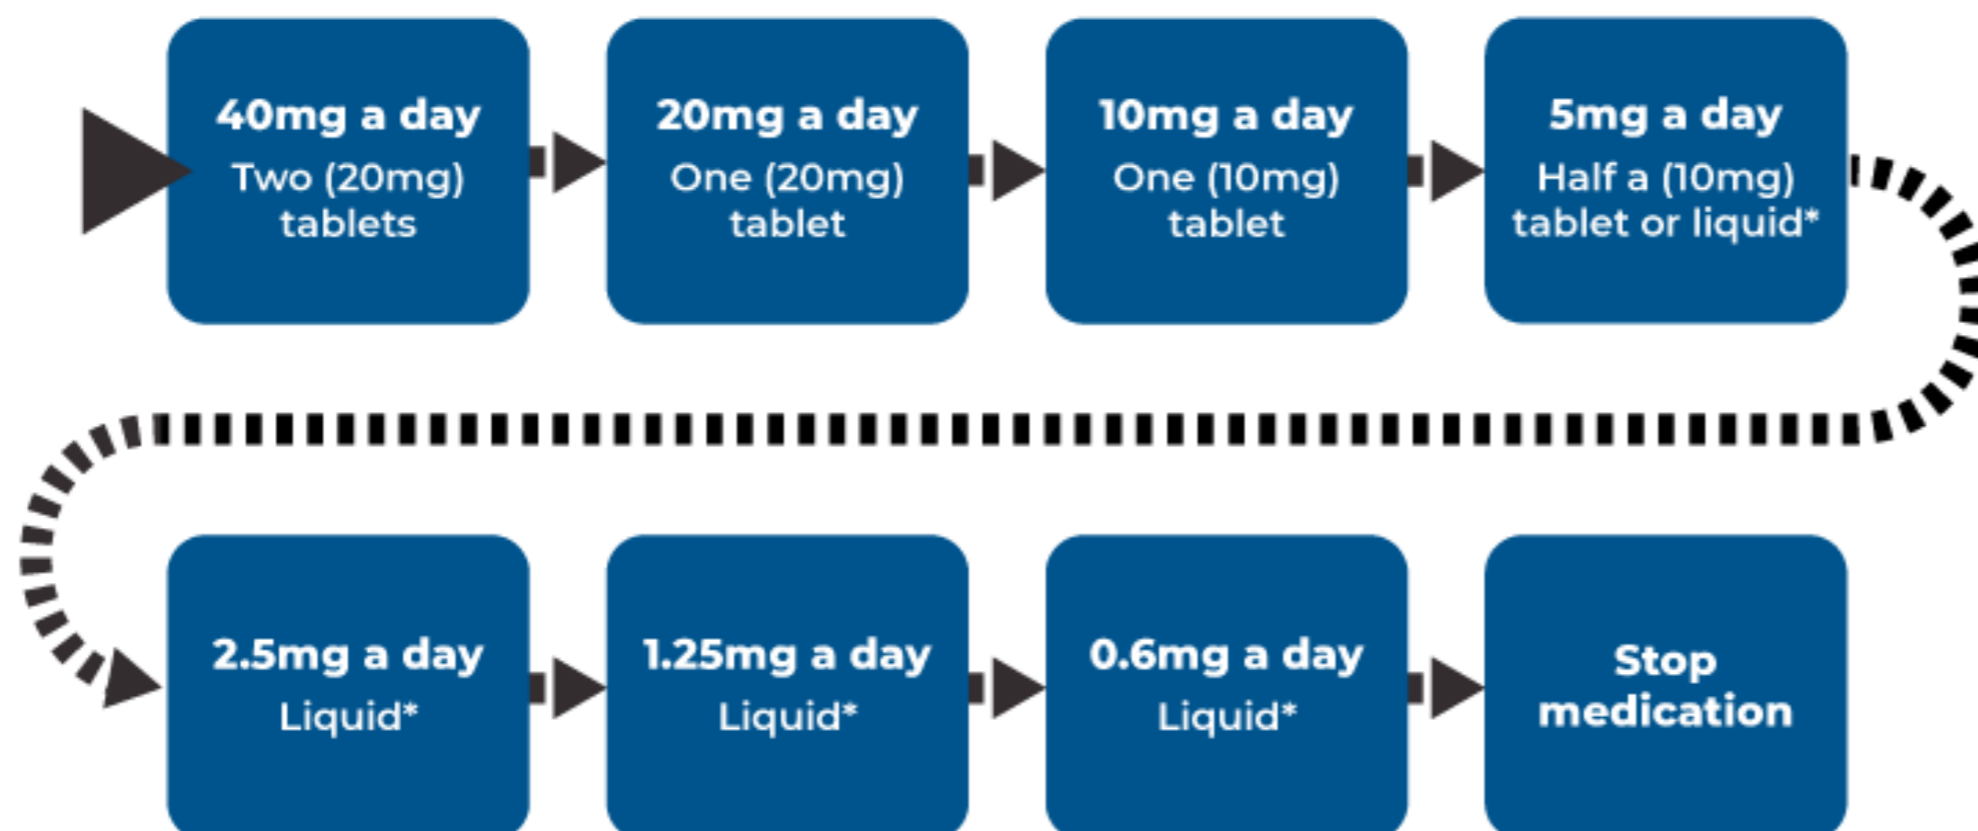 40mg a day
Two (20mg)
tablets
20mg a day
One (20mg)
tablet
10mg a day
One (10mg)
tablet
5mg a day
Half a (10mg)
tablet or liquid*
2.5mg a day
Liquid*
1.25mg a day
Liquid*
0.6mg a day
Liquid*
Stop
medication